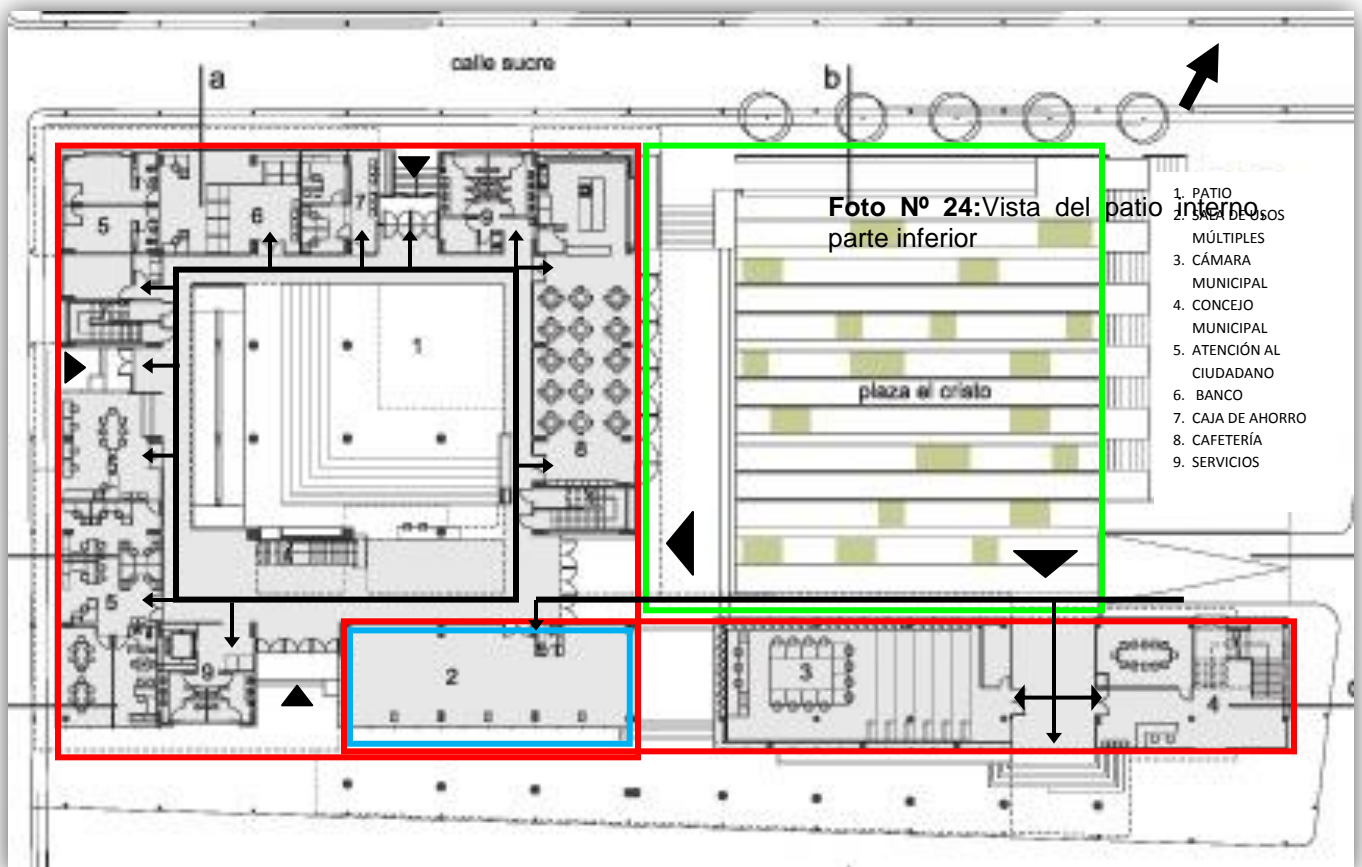 calle sucre
a
b
Foto Nº 24:Vista del patio interno, parte inferior
1. PATIO
2. SALA DE USOS
MÚLTIPLES
3. CÁMARA
MUNICIPAL
4. CONCEJO
MUNICIPAL
5. ATENCIÓN AL
CIUDADANO
6. BANCO
7. CAJA DE AHORRO
8. CAFETERÍA
9. SERVICIOS
5
6
7
9
1
8
plaza el cristo
5
9
2
3
4
c